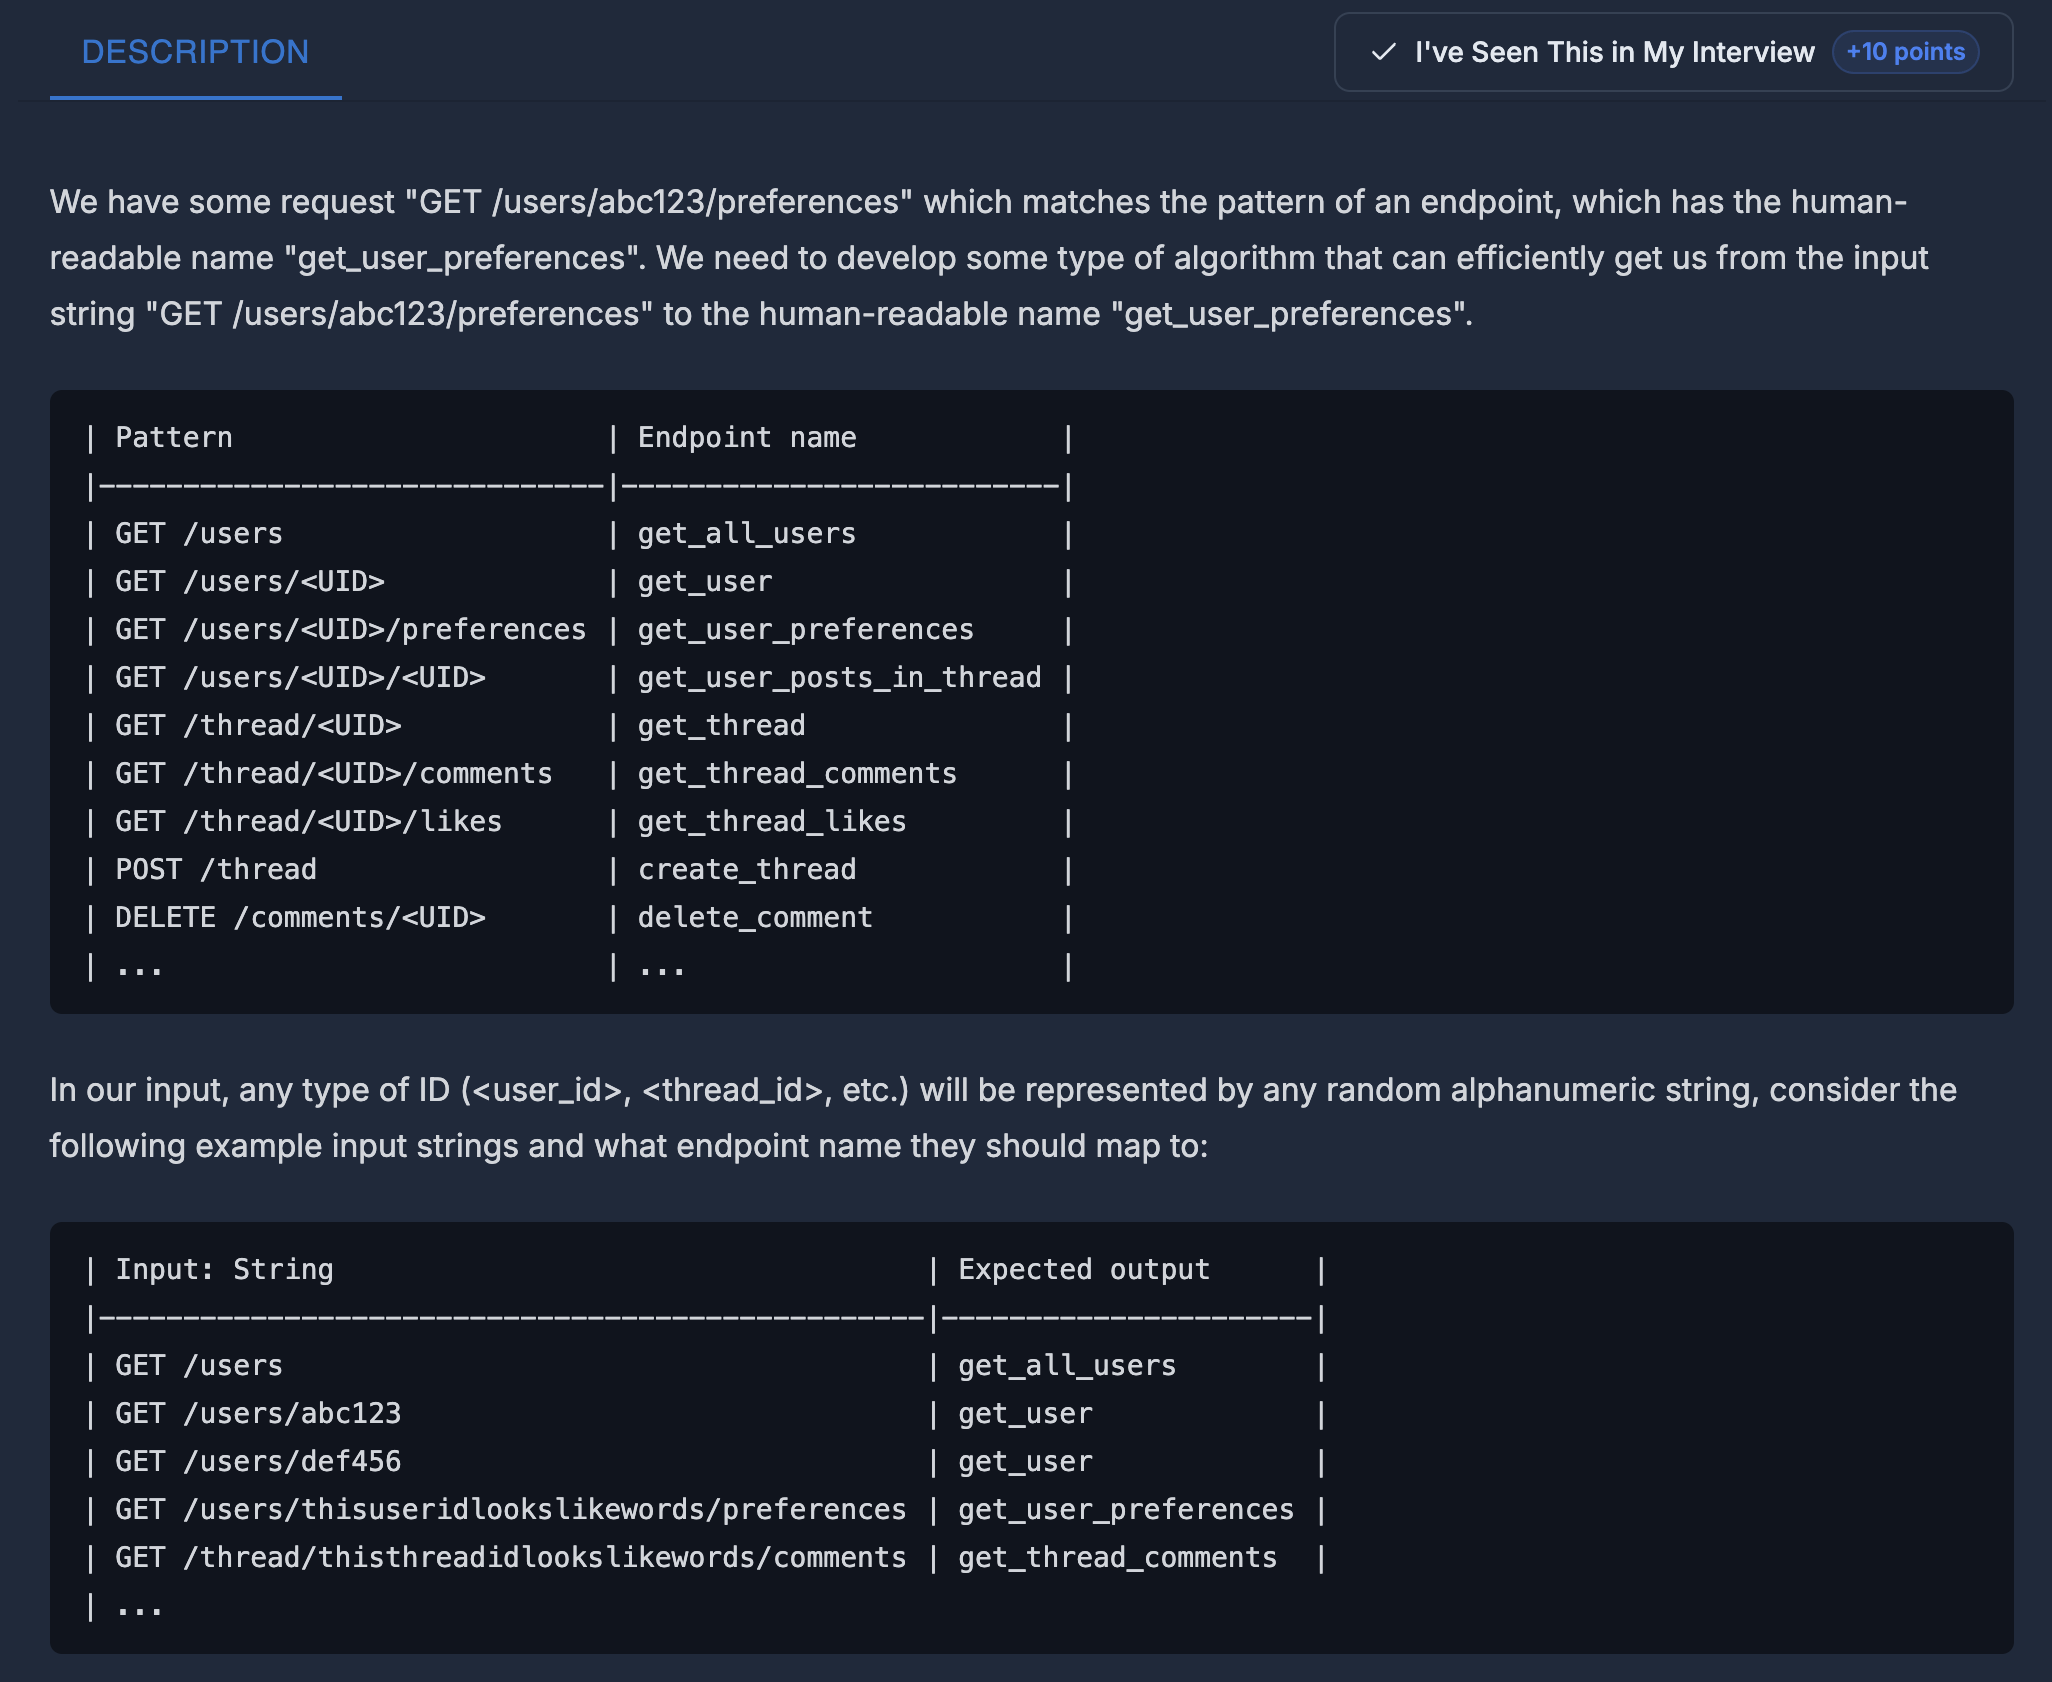 DESCRIPTION
I've Seen This in My Interview +10 points
We have some request "GET /users/abc123/preferences" which matches the pattern of an endpoint, which has the human-
readable name "get_user_preferences". We need to develop some type of algorithm that can efficiently get us from the input
string "GET /users/abc123/preferences" to the human-readable name "get_user_preferences".
| Pattern                     | Endpoint name            |
|------------------------------|--------------------------|
| GET /users                   | get_all_users            |
| GET /users/<UID>             | get_user                 |
| GET /users/<UID>/preferences | get_user_preferences     |
| GET /users/<UID>/<UID>       | get_user_posts_in_thread |
| GET /thread/<UID>            | get_thread               |
| GET /thread/<UID>/comments   | get_thread_comments      |
| GET /thread/<UID>/likes      | get_thread_likes         |
| POST /thread                 | create_thread            |
| DELETE /comments/<UID>       | delete_comment           |
| ...                          | ...                      |
In our input, any type of ID (<user_id>, <thread_id>, etc.) will be represented by any random alphanumeric string, consider the
following example input strings and what endpoint name they should map to:
| Input: String                                   | Expected output      |
|-------------------------------------------------|----------------------|
| GET /users                                      | get_all_users        |
| GET /users/abc123                               | get_user             |
| GET /users/def456                               | get_user             |
| GET /users/thisuseridlookslikewords/preferences | get_user_preferences |
| GET /thread/thisthreadidlookslikewords/comments | get_thread_comments  |
| ...